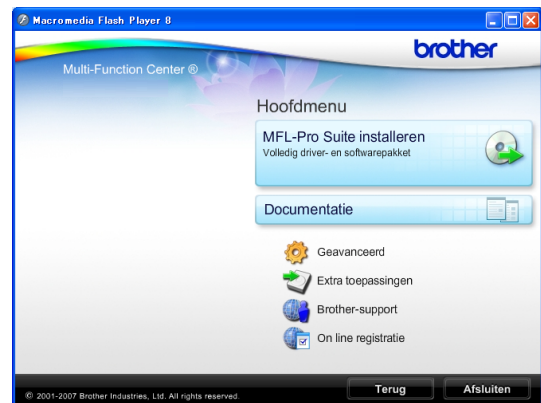 Macromedia Flash Player 8
brother
Multi-Function Center ®
Hoofdmenu
MFL-Pro Suite installeren
Volledig driver- en softwarepakket
Documentatie
Geavanceerd
Extra toepassingen
Brother-support
On line registratie
Terug
Afsluiten
© 2001-2007 Brother Industries, Ltd. All rights reserved.